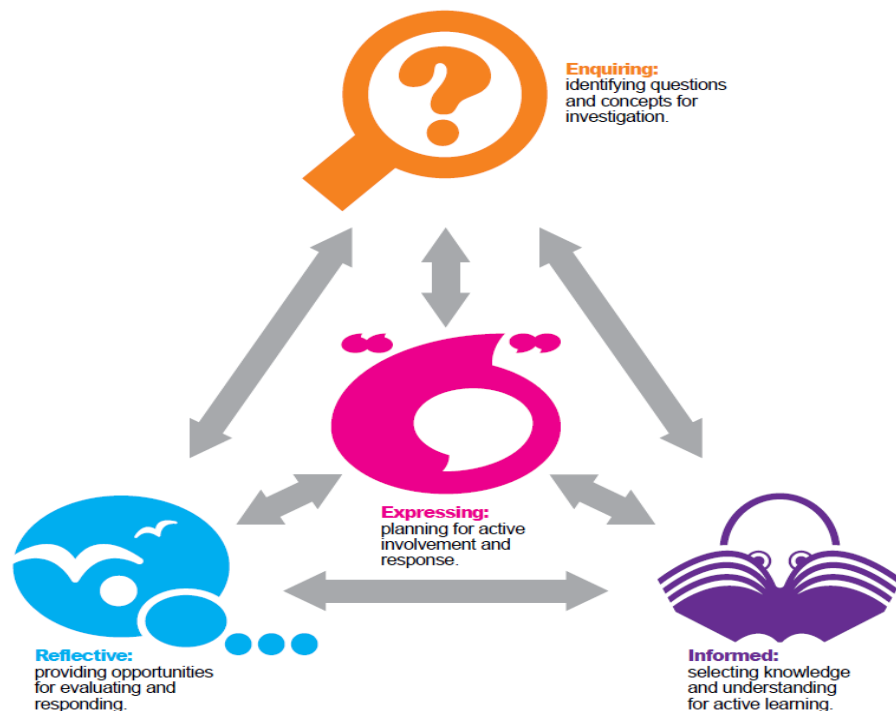 ?
Enquiring:
identifying questions
and concepts for
investigation.
Expressing:
planning for active
involvement and
response.
Reflective:
providing opportunities
for evaluating and
responding.
Informed:
selecting knowledge
and understanding
for active learning.